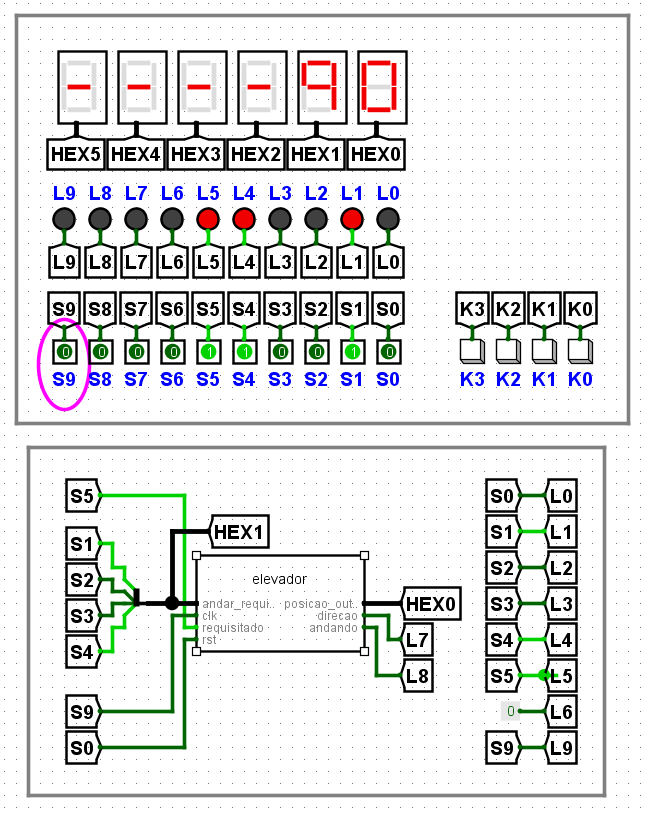 - - - - 9 0
HEX5 HEX4 HEX3 HEX2 HEX1 HEX0
L9 L8 L7 L6 L5 L4 L3 L2 L1 L0
L9 L8 L7 L6 L5 L4 L3 L2 L1 L0
S9 S8 S7 S6 S5 S4 S3 S2 S1 S0 K3 K2 K1 K0
0 0 0 0 1 1 0 0 1 0
S9 S8 S7 S6 S5 S4 S3 S2 S1 S0 K3 K2 K1 K0
S5 S0 L0
HEX1 S1 L1
S1
elevador S2 L2
S2
andar_requi.. posicao_out.. HEX0 S3 L3
clk direcao
S3
requisitado andando
rst L7 S4 L4
S4
L8 S5 L5
S9 0 L6
S0 S9 L9